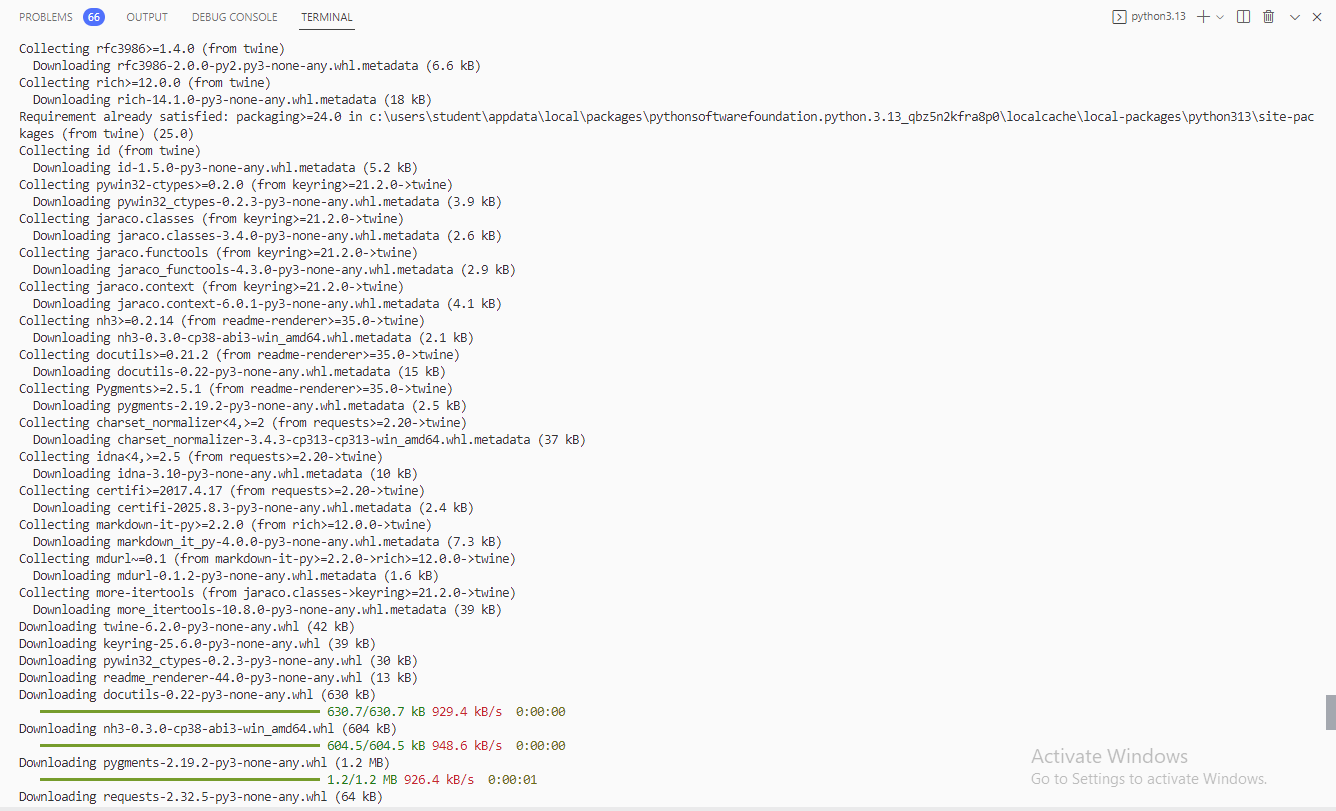 PROBLEMS 66 OUTPUT DEBUG CONSOLE TERMINAL python3.13
Collecting rfc3986>=1.4.0 (from twine)
  Downloading rfc3986-2.0.0-py2.py3-none-any.whl.metadata (6.6 kB)
Collecting rich>=12.0.0 (from twine)
  Downloading rich-14.1.0-py3-none-any.whl.metadata (18 kB)
Requirement already satisfied: packaging>=24.0 in c:\users\student\appdata\local\packages\pythonsoftwarefoundation.python.3.13_qbz5n2kfra8p0\localcache\local-packages\python313\site-pac
kages (from twine) (25.0)
Collecting id (from twine)
  Downloading id-1.5.0-py3-none-any.whl.metadata (5.2 kB)
Collecting pywin32-ctypes>=0.2.0 (from keyring>=21.2.0->twine)
  Downloading pywin32_ctypes-0.2.3-py3-none-any.whl.metadata (3.9 kB)
Collecting jaraco.classes (from keyring>=21.2.0->twine)
  Downloading jaraco.classes-3.4.0-py3-none-any.whl.metadata (2.6 kB)
Collecting jaraco.functools (from keyring>=21.2.0->twine)
  Downloading jaraco_functools-4.3.0-py3-none-any.whl.metadata (2.9 kB)
Collecting jaraco.context (from keyring>=21.2.0->twine)
  Downloading jaraco.context-6.0.1-py3-none-any.whl.metadata (4.1 kB)
Collecting nh3>=0.2.14 (from readme-renderer>=35.0->twine)
  Downloading nh3-0.3.0-cp38-abi3-win_amd64.whl.metadata (2.1 kB)
Collecting docutils>=0.21.2 (from readme-renderer>=35.0->twine)
  Downloading docutils-0.22-py3-none-any.whl.metadata (15 kB)
Collecting Pygments>=2.5.1 (from readme-renderer>=35.0->twine)
  Downloading pygments-2.19.2-py3-none-any.whl.metadata (2.5 kB)
Collecting charset_normalizer<4,>=2 (from requests>=2.20->twine)
  Downloading charset_normalizer-3.4.3-cp313-cp313-win_amd64.whl.metadata (37 kB)
Collecting idna<4,>=2.5 (from requests>=2.20->twine)
  Downloading idna-3.10-py3-none-any.whl.metadata (10 kB)
Collecting certifi>=2017.4.17 (from requests>=2.20->twine)
  Downloading certifi-2025.8.3-py3-none-any.whl.metadata (2.4 kB)
Collecting markdown-it-py>=2.2.0 (from rich>=12.0.0->twine)
  Downloading markdown_it_py-4.0.0-py3-none-any.whl.metadata (7.3 kB)
Collecting mdurl~=0.1 (from markdown-it-py>=2.2.0->rich>=12.0.0->twine)
  Downloading mdurl-0.1.2-py3-none-any.whl.metadata (1.6 kB)
Collecting more-itertools (from jaraco.classes->keyring>=21.2.0->twine)
  Downloading more_itertools-10.8.0-py3-none-any.whl.metadata (39 kB)
Downloading twine-6.2.0-py3-none-any.whl (42 kB)
Downloading keyring-25.6.0-py3-none-any.whl (39 kB)
Downloading pywin32_ctypes-0.2.3-py3-none-any.whl (30 kB)
Downloading readme_renderer-44.0-py3-none-any.whl (13 kB)
Downloading docutils-0.22-py3-none-any.whl (630 kB)
630.7/630.7 kB 929.4 kB/s 0:00:00
Downloading nh3-0.3.0-cp38-abi3-win_amd64.whl (604 kB)
604.5/604.5 kB 948.6 kB/s 0:00:00
Downloading pygments-2.19.2-py3-none-any.whl (1.2 MB)
1.2/1.2 MB 926.4 kB/s 0:00:01
Downloading requests-2.32.5-py3-none-any.whl (64 kB)
Activate Windows
Go to Settings to activate Windows.